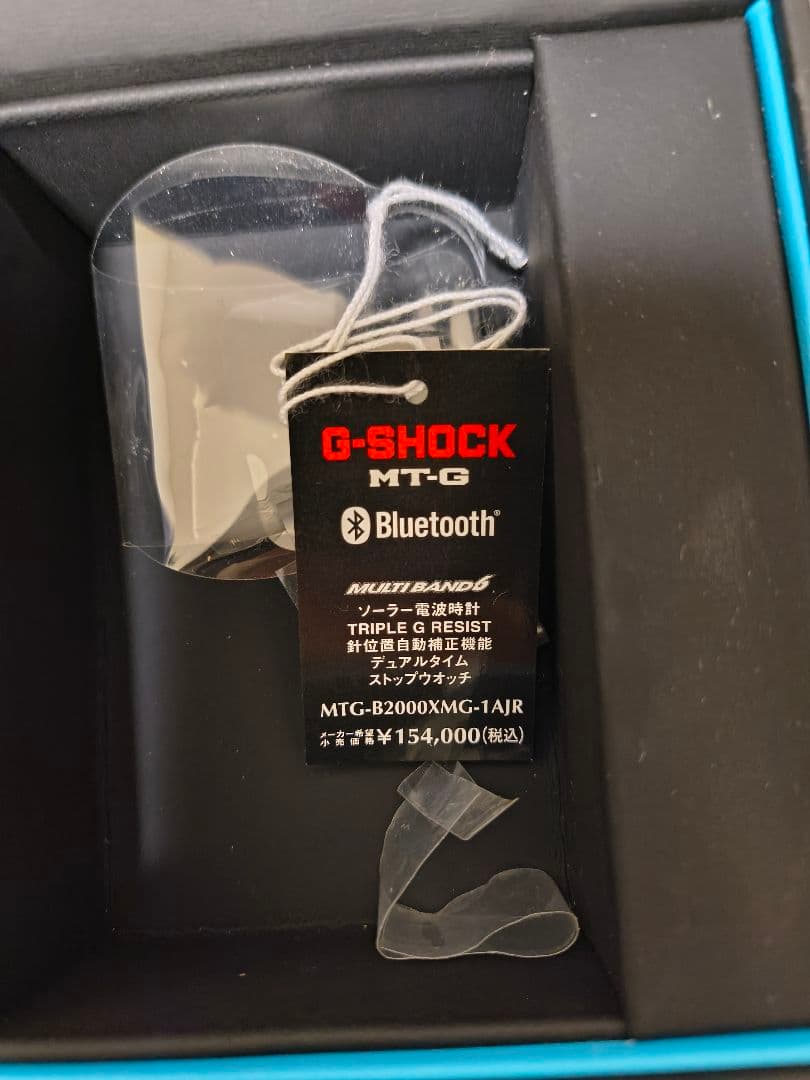 G-SHOCK
MT-G
Bluetooth®
MULTI BAND 6
ソーラー電波時計
TRIPLE G RESIST
針位置自動補正機能
デュアルタイム
ストップウオッチ
MTG-B2000XMG-1AJR
メーカー希望小売価格 ¥154,000(税込)